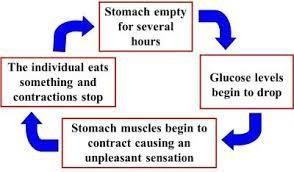 Stomach empty
for several
hours
Glucose levels
begin to drop
Stomach muscles begin to
contract causing an
unpleasant sensation
The individual eats
something and
contractions stop